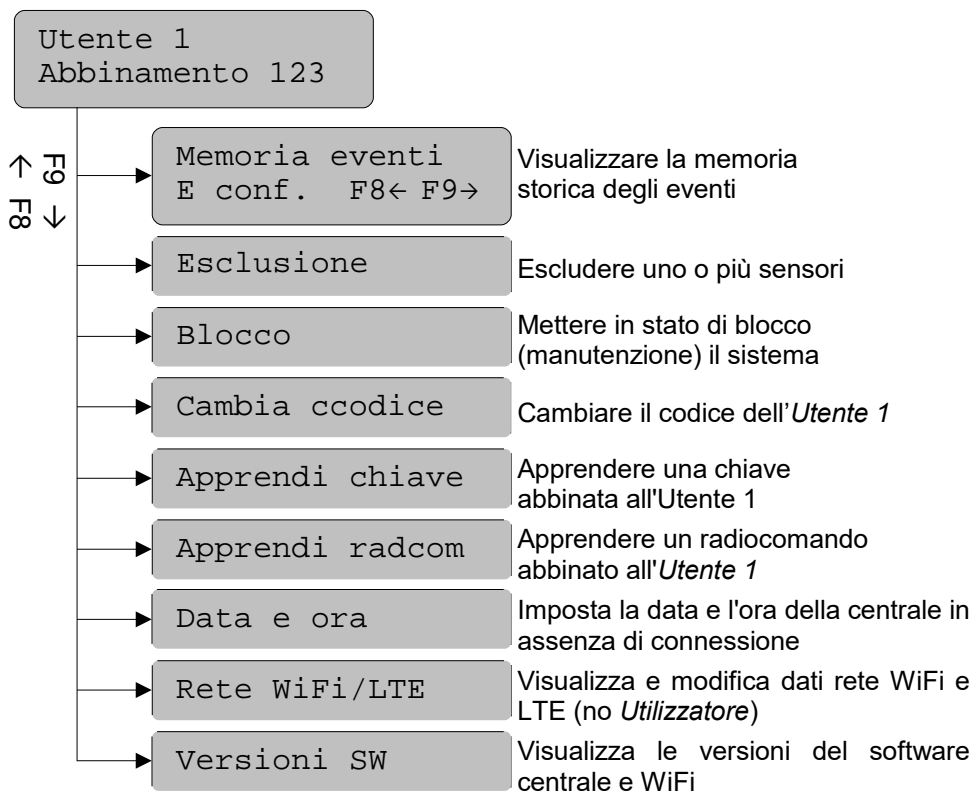 Utente 1
Abbinamento 123
F9 →
← F8
Memoria eventi
E conf. F8← F9→
Visualizzare la memoria
storica degli eventi
Esclusione
Escludere uno o più sensori
Blocco
Mettere in stato di blocco
(manutenzione) il sistema
Cambia ccodice
Cambiare il codice dell’Utente 1
Apprendi chiave
Apprendere una chiave
abbinata all'Utente 1
Apprendi radcom
Apprendere un radiocomando
abbinato all'Utente 1
Data e ora
Imposta la data e l'ora della centrale in
assenza di connessione
Rete WiFi/LTE
Visualizza e modifica dati rete WiFi e
LTE (no Utilizzatore)
Versioni SW
Visualizza le versioni del software
centrale e WiFi